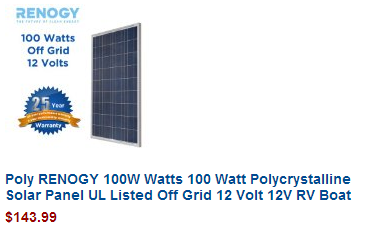 RENOGY
100 Watts
Off Grid
12 Volts
25 Year
Warranty
Poly RENOGY 100W Watts 100 Watt Polycrystalline
Solar Panel UL Listed Off Grid 12 Volt 12V RV Boat
$143.99